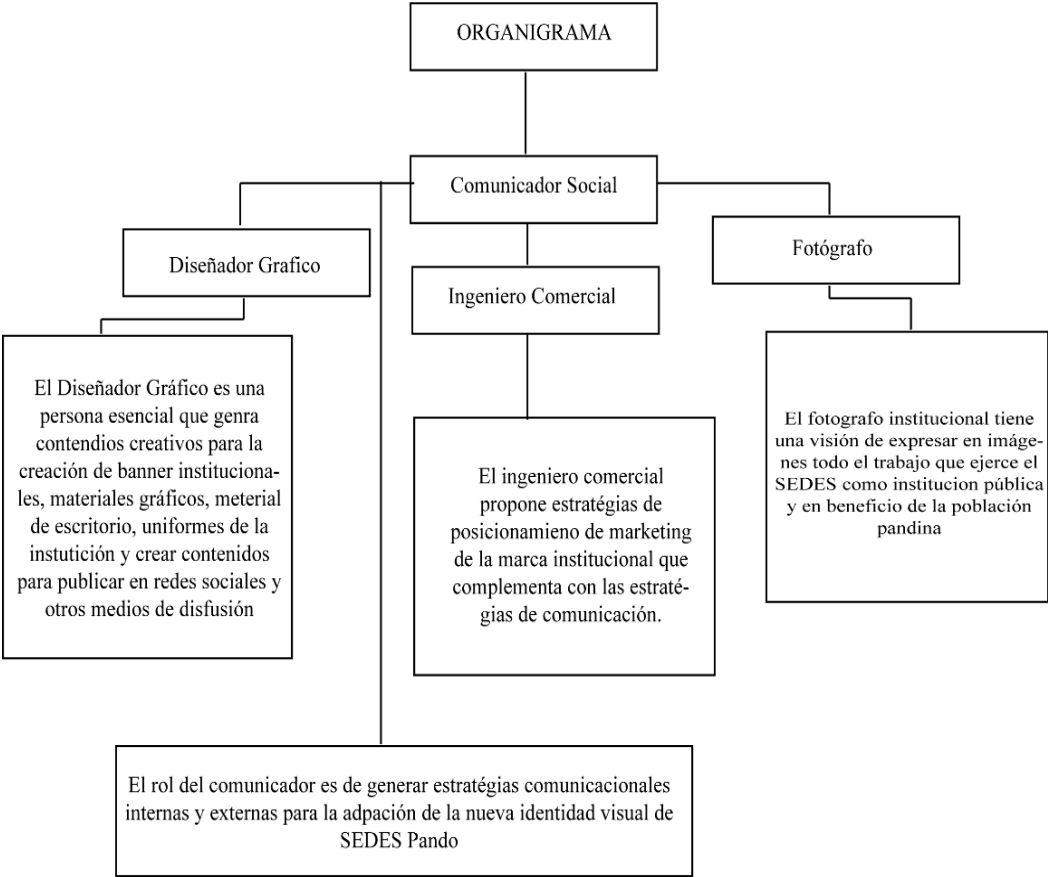 ORGANIGRAMA
Comunicador Social
Diseñador Grafico
Ingeniero Comercial
Fotógrafo
El Diseñador Gráfico es una
persona esencial que genra
contendios creativos para la
creación de banner instituciona-
les, materiales gráficos, meterial
de escritorio, uniformes de la
instutición y crear contenidos
para publicar en redes sociales y
otros medios de disfusión
El ingeniero comercial
propone estratégias de
posicionamieno de marketing
de la marca institucional que
complementa con las estraté-
gias de comunicación.
El fotografo institucional tiene
una visión de expresar en imáge-
nes todo el trabajo que ejerce el
SEDES como institucion pública
y en beneficio de la población
pandina
El rol del comunicador es de generar estratégias comunicacionales
internas y externas para la adpación de la nueva identidad visual de
SEDES Pando